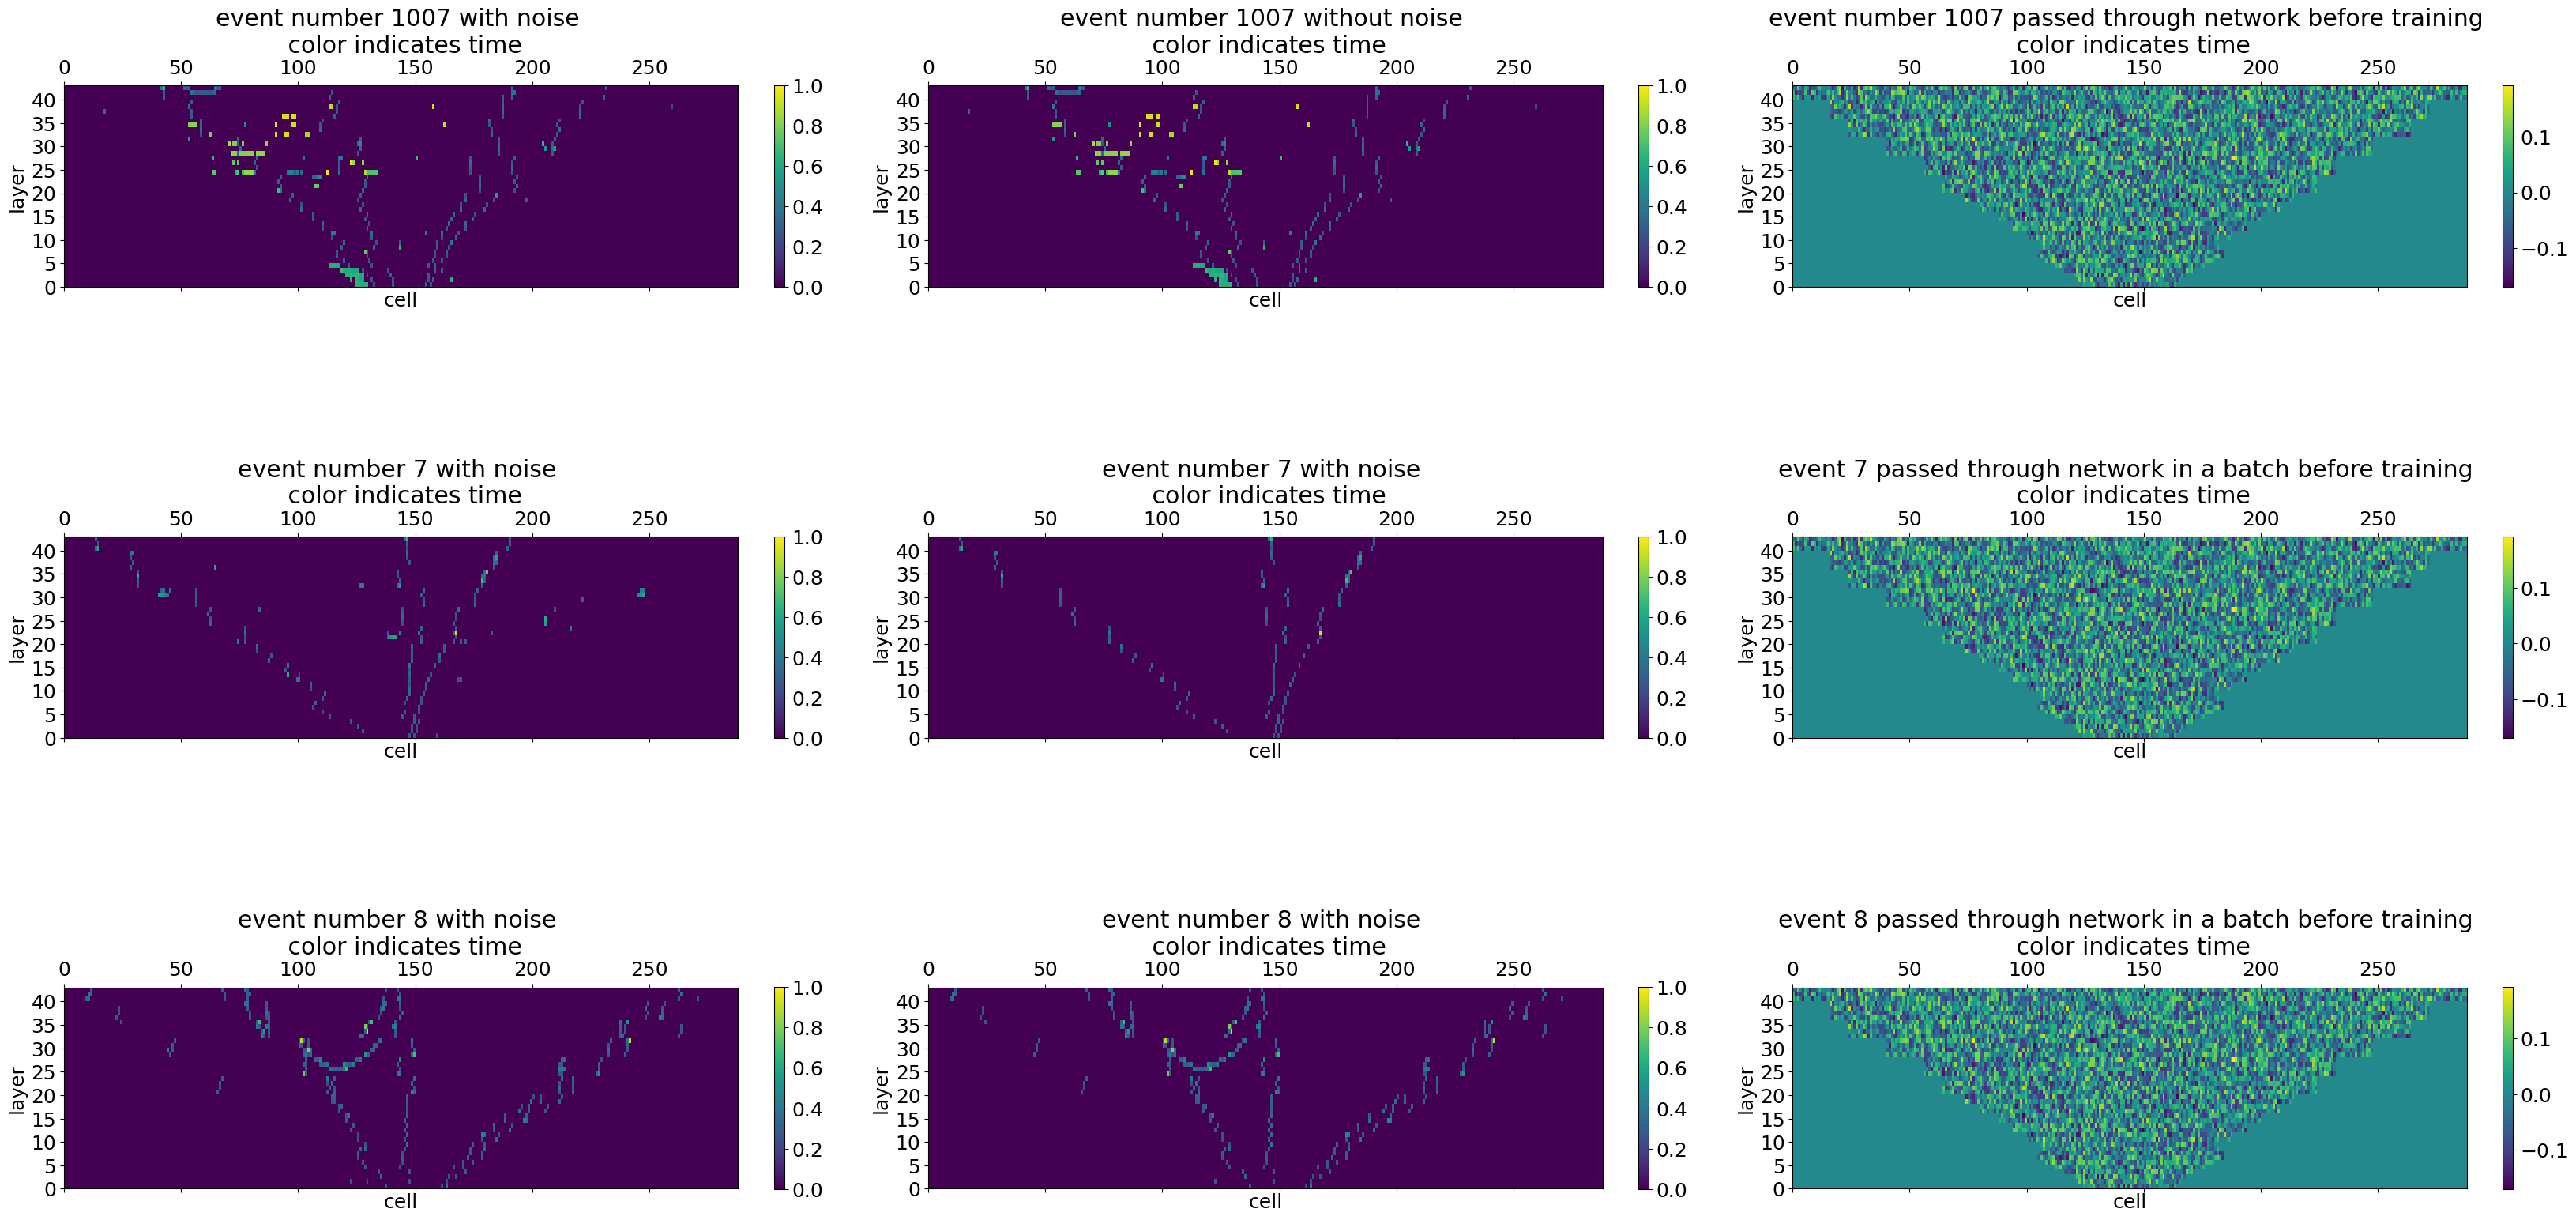 event number 1007 with noise
color indicates time
0 50 100 150 200 250
40
35
30
25
20
15
10
5
0
layer
cell
1.0
0.8
0.6
0.4
0.2
0.0
event number 1007 without noise
color indicates time
0 50 100 150 200 250
40
35
30
25
20
15
10
5
0
layer
cell
1.0
0.8
0.6
0.4
0.2
0.0
event number 1007 passed through network before training
color indicates time
0 50 100 150 200 250
40
35
30
25
20
15
10
5
0
layer
cell
0.1
0.0
−0.1
event number 7 with noise
color indicates time
0 50 100 150 200 250
40
35
30
25
20
15
10
5
0
layer
cell
1.0
0.8
0.6
0.4
0.2
0.0
event number 7 with noise
color indicates time
0 50 100 150 200 250
40
35
30
25
20
15
10
5
0
layer
cell
1.0
0.8
0.6
0.4
0.2
0.0
event 7 passed through network in a batch before training
color indicates time
0 50 100 150 200 250
40
35
30
25
20
15
10
5
0
layer
cell
0.1
0.0
−0.1
event number 8 with noise
color indicates time
0 50 100 150 200 250
40
35
30
25
20
15
10
5
0
layer
cell
1.0
0.8
0.6
0.4
0.2
0.0
event number 8 with noise
color indicates time
0 50 100 150 200 250
40
35
30
25
20
15
10
5
0
layer
cell
1.0
0.8
0.6
0.4
0.2
0.0
event 8 passed through network in a batch before training
color indicates time
0 50 100 150 200 250
40
35
30
25
20
15
10
5
0
layer
cell
0.1
0.0
−0.1